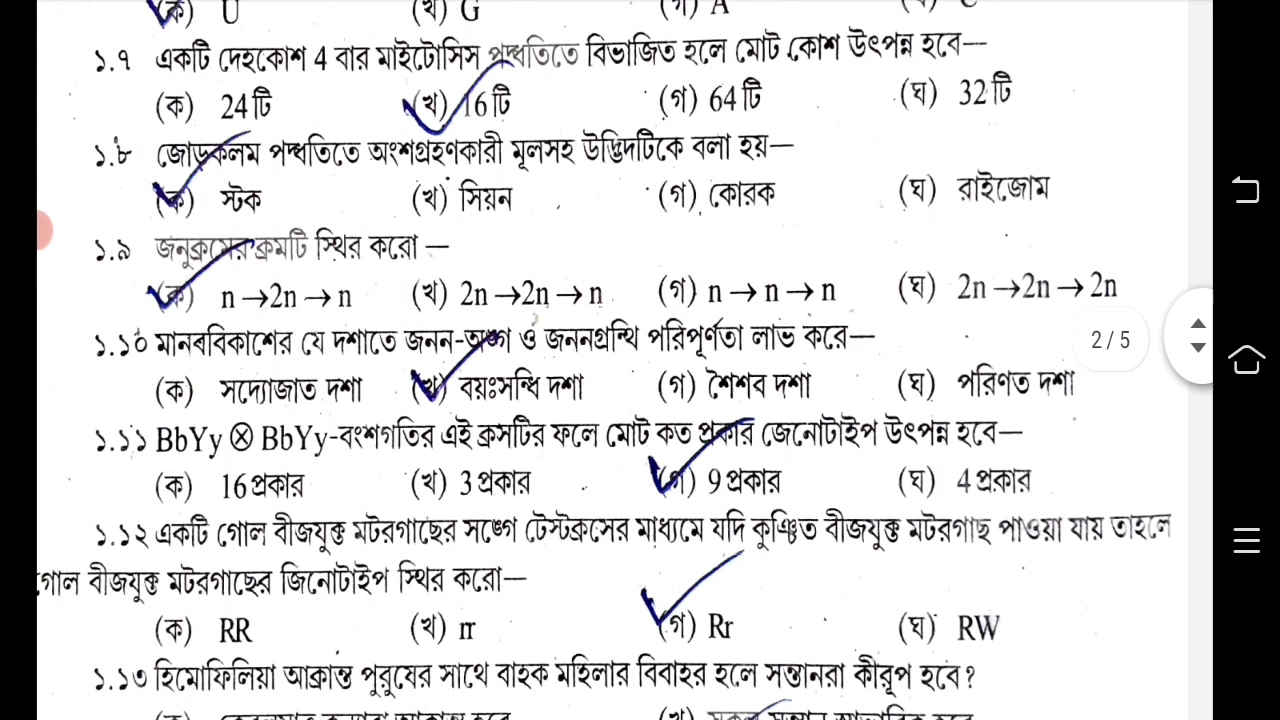 (ক) U (খ) G (গ) A
১.৭ একটি দেহকোশ 4 বার মাইটোসিস পদ্ধতিতে বিভাজিত হলে মোট কোশ উৎপন্ন হবে—
(ক) 24টি (খ) 16টি (গ) 64টি (ঘ) 32টি
১.৮ জোড়কলম পদ্ধতিতে অংশগ্রহণকারী মূলসহ উদ্ভিদটিকে বলা হয়—
(ক) স্টক (খ) সিয়ন (গ) কোরক (ঘ) রাইজোম
১.৯ জনুক্রমের ক্রমটি স্থির করো —
(ক) n →2n → n (খ) 2n →2n → n (গ) n → n → n (ঘ) 2n →2n → 2n
১.১০ মানববিকাশের যে দশাতে জনন-অঙ্গ ও জননগ্রন্থি পরিপূর্ণতা লাভ করে—
2 / 5
(ক) সদ্যোজাত দশা (খ) বয়ঃসন্ধি দশা (গ) শৈশব দশা (ঘ) পরিণত দশা
১.১১ BbYy ⊗ BbYy-বংশগতির এই ক্রসটির ফলে মোট কত প্রকার জেনোটাইপ উৎপন্ন হবে—
(ক) 16প্রকার (খ) 3প্রকার (গ) 9প্রকার (ঘ) 4প্রকার
১.১২ একটি গোল বীজযুক্ত মটরগাছের সঙ্গে টেস্টক্রসের মাধ্যমে যদি কুঞ্চিত বীজযুক্ত মটরগাছ পাওয়া যায় তাহলে
গোল বীজযুক্ত মটরগাছের জিনোটাইপ স্থির করো—
(ক) RR (খ) rr (গ) Rr (ঘ) RW
১.১৩ হিমোফিলিয়া আক্রান্ত পুরুষের সাথে বাহক মহিলার বিবাহর হলে সন্তানরা কীরূপ হবে?